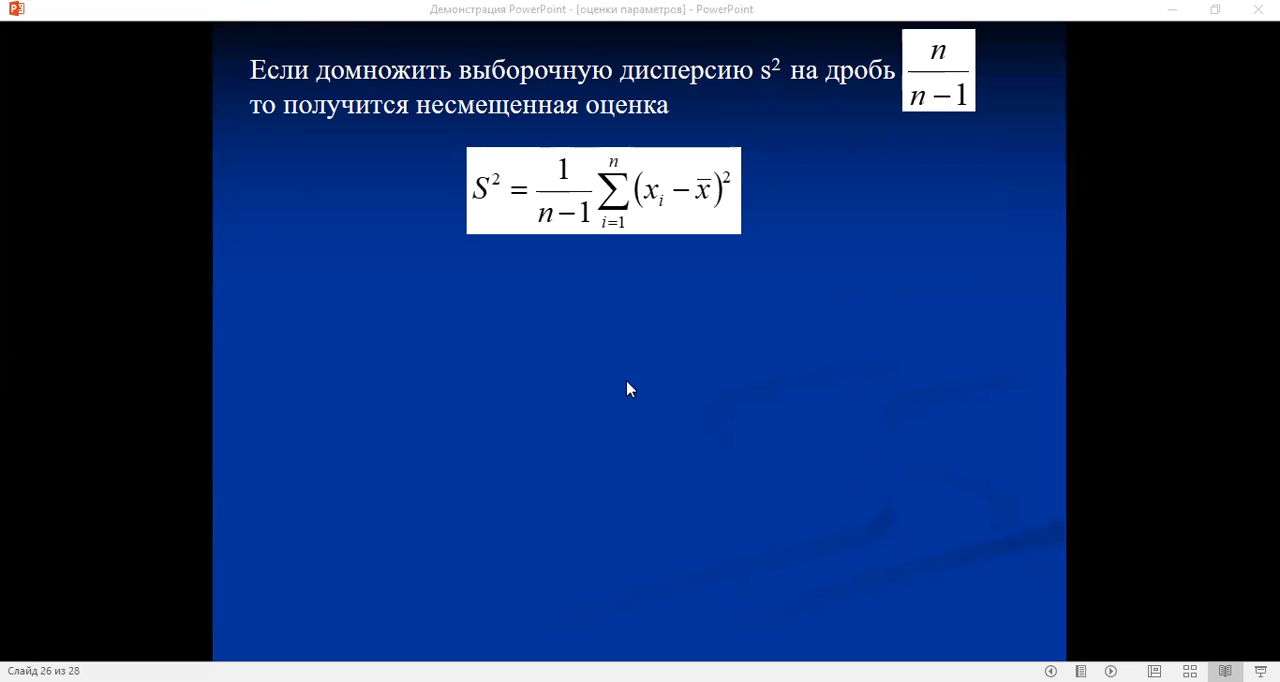 Демонстрация PowerPoint - [оценки параметров] - PowerPoint
Если домножить выборочную дисперсию s² на дробь n/(n − 1)
то получится несмещенная оценка
S² = 1/(n − 1) ∑_{i=1}^{n} (x_i − x̄)²
Слайд 26 из 28